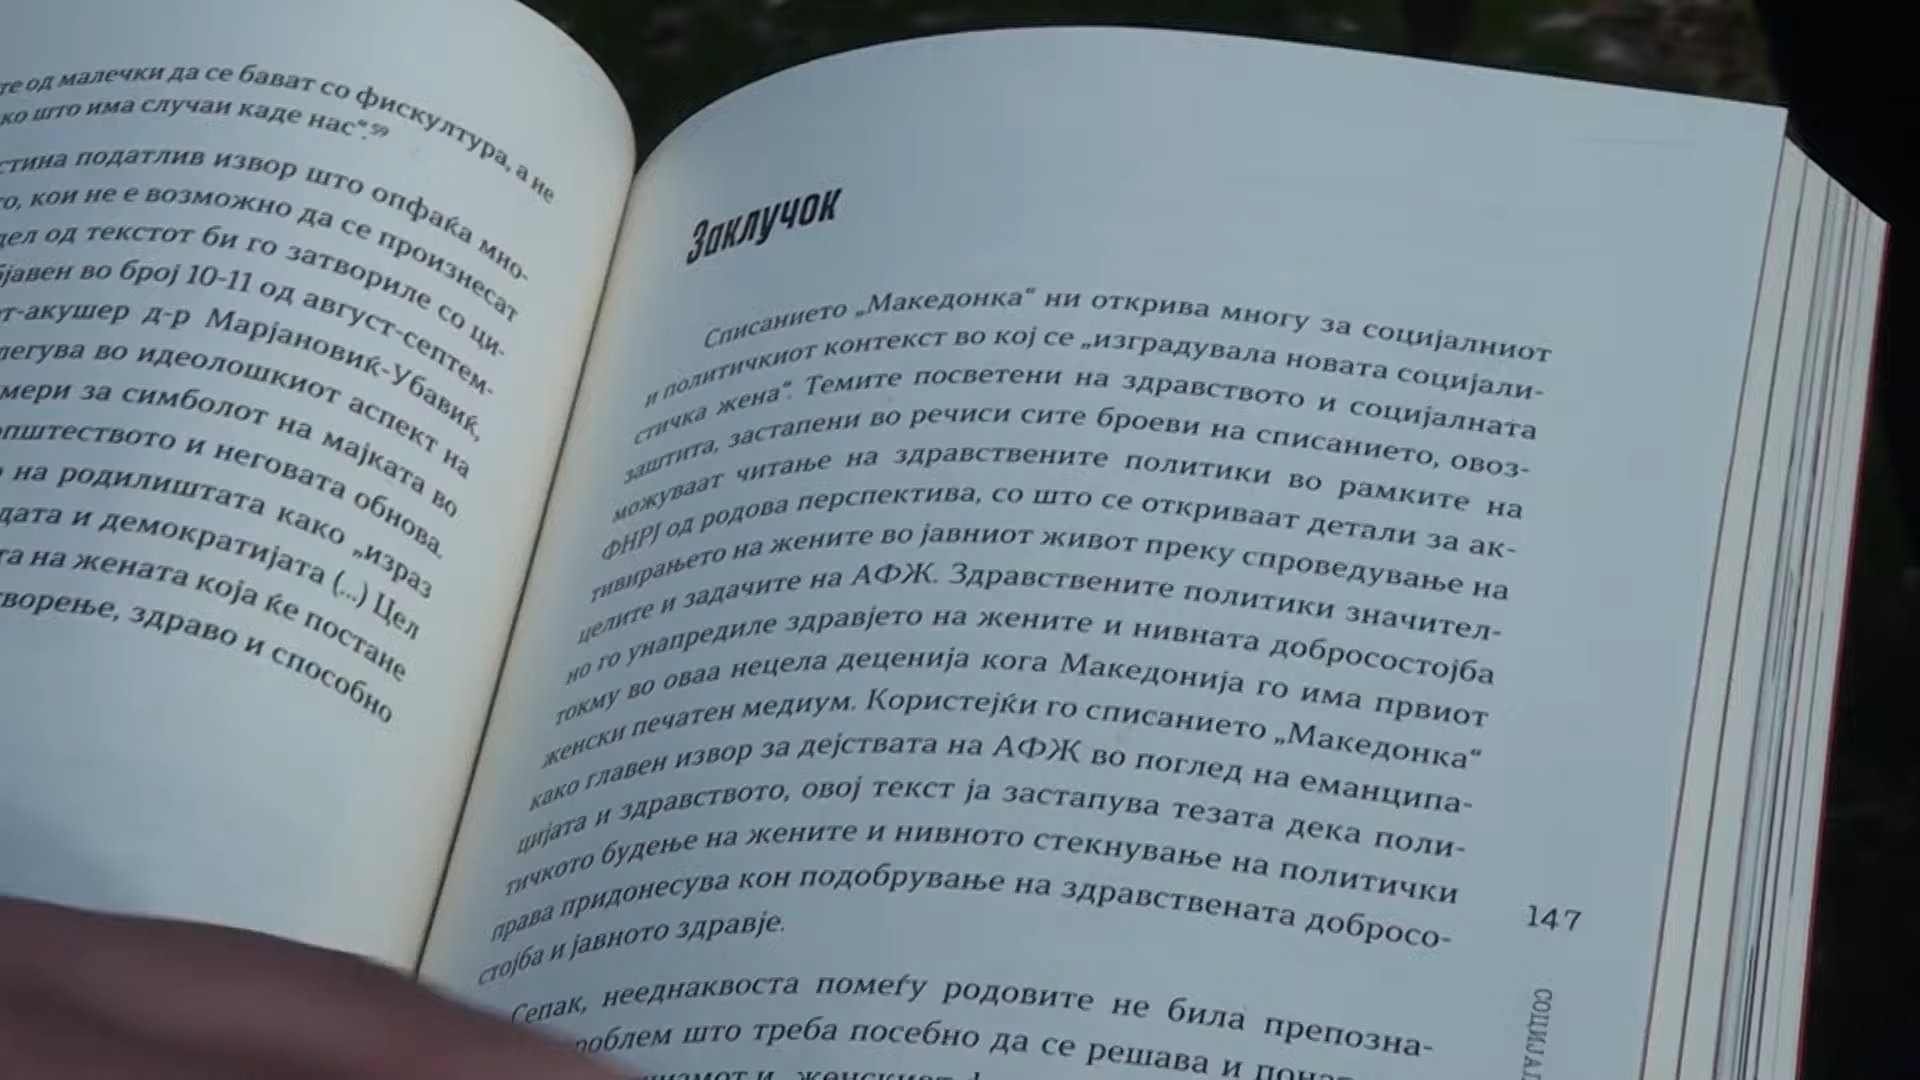 те од малечки да се бават со фискултура, а не
ко што има случаи каде нас“.59
стина податлив извор што опфаќа мно-
го, кои не е возможно да се произнесат
дел од текстот би го затвориле со ци-
бјавен во број 10-11 од август-септем-
т-акушер д-р Марјановиќ-Убавиќ,
легува во идеолошкиот аспект на
мери за симболот на мајката во
општеството и неговата обнова.
на родилиштата како „израз
дата и демократијата (...) Цел
та на жената која ќе постане
творење, здраво и способно
Заклучок
Списанието „Македонка“ ни открива многу за социјалниот
и политичкиот контекст во кој се „изградувала новата социјали-
стичка жена“. Темите посветени на здравството и социјалната
заштита, застапени во речиси сите броеви на списанието, овоз-
можуваат читање на здравствените политики во рамките на
ФНРЈ од родова перспектива, со што се откриваат детали за ак-
тивирањето на жените во јавниот живот преку спроведување на
целите и задачите на АФЖ. Здравствените политики значител-
но го унапредиле здравјето на жените и нивната добросостојба
токму во оваа нецела деценија кога Македонија го има првиот
женски печатен медиум. Користејќи го списанието „Македонка“
како главен извор за дејствата на АФЖ во поглед на еманципа-
цијата и здравството, овој текст ја застапува тезата дека поли-
тичкото будење на жените и нивното стекнување на политички
права придонесува кон подобрување на здравствената добросо-
стојба и јавното здравје.
Сепак, нееднаквоста помеѓу родовите не била препозна-
роблем што треба посебно да се решава и
женскиот
147
СОЦИЈАЛ